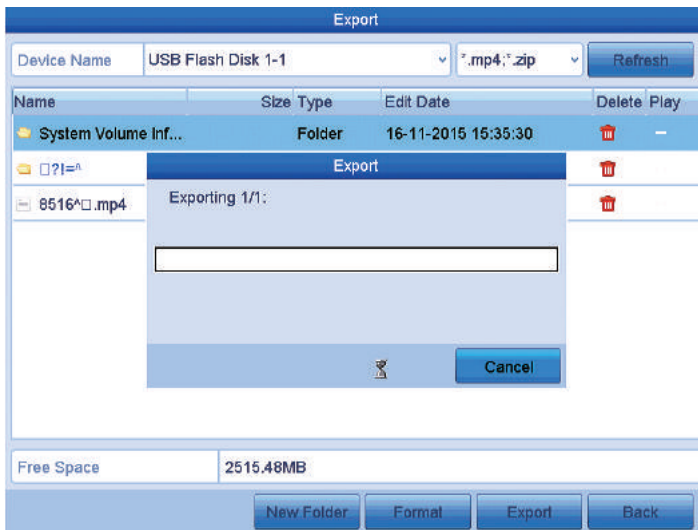 Export
Device Name USB Flash Disk 1-1 *.mp4;*.zip Refresh
Name Size Type Edit Date Delete Play
System Volume Inf... Folder 16-11-2015 15:35:30 —
□?!=^
8516^□.mp4
Export
Exporting 1/1:
Cancel
Free Space 2515.48MB
New Folder Format Export Back